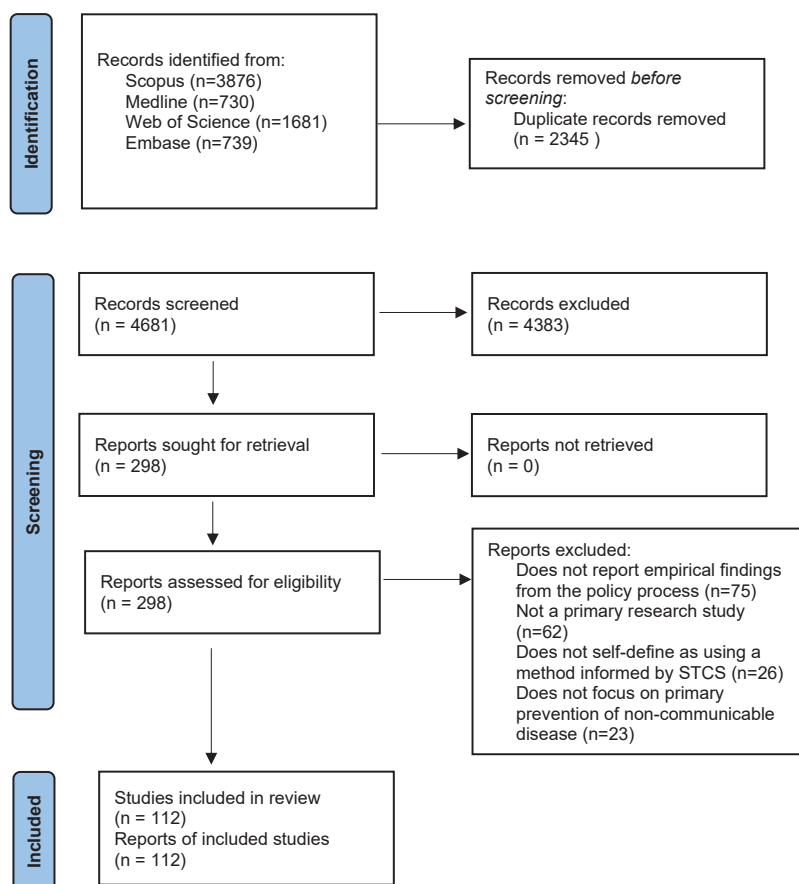 Identification
Records identified from:
Scopus (n=3876)
Medline (n=730)
Web of Science (n=1681)
Embase (n=739)
Records removed before
screening:
Duplicate records removed
(n = 2345 )
Screening
Records screened
(n = 4681)
Records excluded
(n = 4383)
Reports sought for retrieval
(n = 298)
Reports not retrieved
(n = 0)
Reports assessed for eligibility
(n = 298)
Reports excluded:
Does not report empirical findings
from the policy process (n=75)
Not a primary research study
(n=62)
Does not self-define as using a
method informed by STCS (n=26)
Does not focus on primary
prevention of non-communicable
disease (n=23)
Included
Studies included in review
(n = 112)
Reports of included studies
(n = 112)